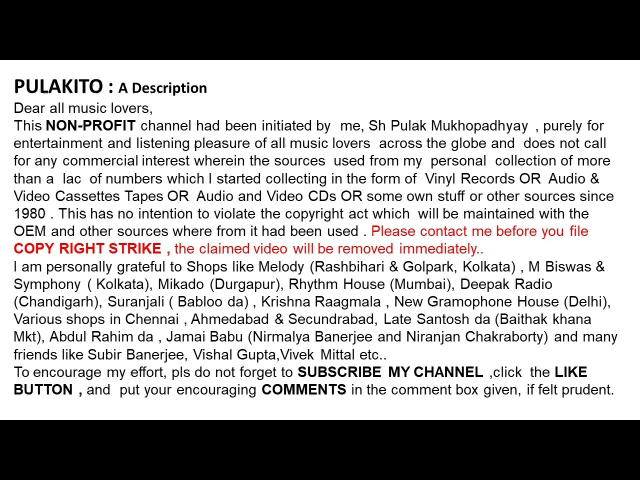 PULAKITO : A Description
Dear all music lovers,
This NON-PROFIT channel had been initiated by me, Sh Pulak Mukhopadhyay , purely for
entertainment and listening pleasure of all music lovers across the globe and does not call
for any commercial interest wherein the sources used from my personal collection of more
than a lac of numbers which I started collecting in the form of Vinyl Records OR Audio &
Video Cassettes Tapes OR Audio and Video CDs OR some own stuff or other sources since
1980 . This has no intention to violate the copyright act which will be maintained with the
OEM and other sources where from it had been used . Please contact me before you file
COPY RIGHT STRIKE , the claimed video will be removed immediately..
I am personally grateful to Shops like Melody (Rashbihari & Golpark, Kolkata) , M Biswas &
Symphony ( Kolkata), Mikado (Durgapur), Rhythm House (Mumbai), Deepak Radio
(Chandigarh), Suranjali ( Babloo da) , Krishna Raagmala , New Gramophone House (Delhi),
Various shops in Chennai , Ahmedabad & Secundrabad, Late Santosh da (Baithak khana
Mkt), Abdul Rahim da , Jamai Babu (Nirmalya Banerjee and Niranjan Chakraborty) and many
friends like Subir Banerjee, Vishal Gupta,Vivek Mittal etc..
To encourage my effort, pls do not forget to SUBSCRIBE MY CHANNEL ,click the LIKE
BUTTON , and put your encouraging COMMENTS in the comment box given, if felt prudent.